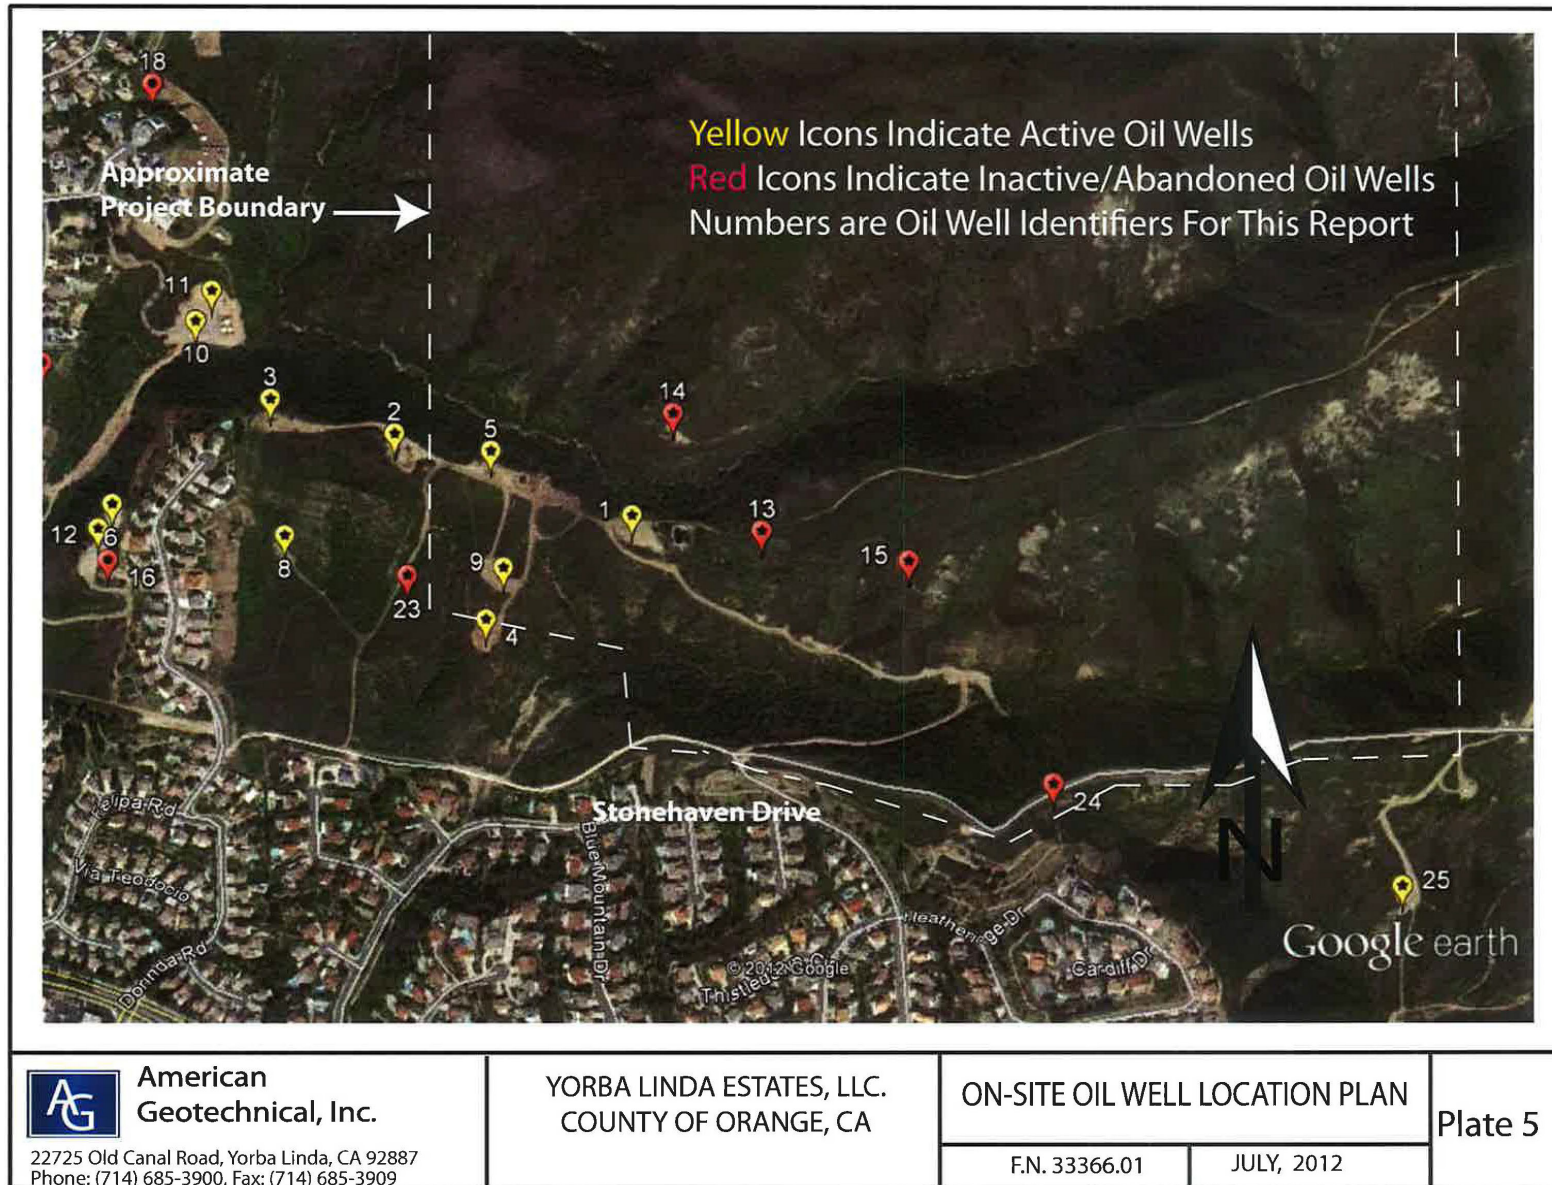 18
Yellow Icons Indicate Active Oil Wells
Red Icons Indicate Inactive/Abandoned Oil Wells
Numbers are Oil Well Identifiers For This Report
Approximate
Project Boundary
11
10
3
2
5
14
1
13
15
12
6
16
8
23
9
4
24
25
N
Stonehaven Drive
Via Teodocio
Dorinda Rd
Blue Mountain Dr
Cardiff Dr
© 2012 Google
Google earth
AG
American
Geotechnical, Inc.
22725 Old Canal Road, Yorba Linda, CA 92887
Phone: (714) 685-3900, Fax: (714) 685-3909
YORBA LINDA ESTATES, LLC.
COUNTY OF ORANGE, CA
ON-SITE OIL WELL LOCATION PLAN
F.N. 33366.01
JULY, 2012
Plate 5